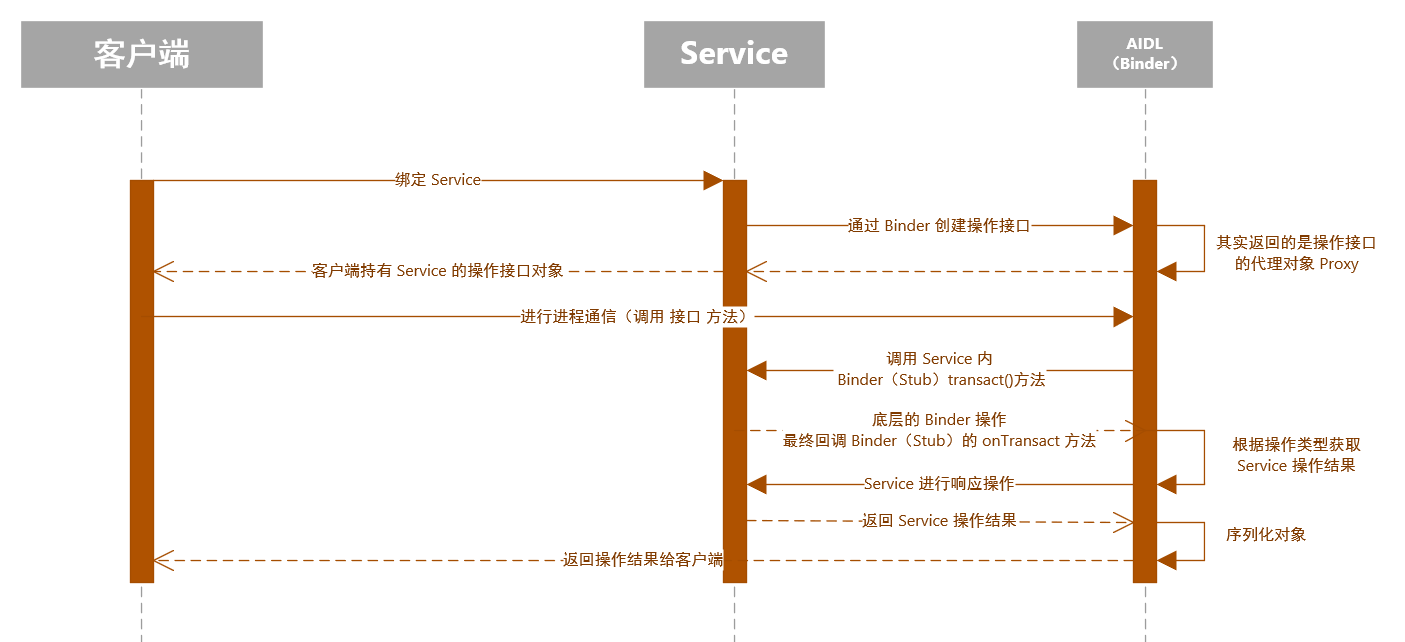 客户端
Service
AIDL
（Binder）
绑定 Service
通过 Binder 创建操作接口
其实返回的是操作接口
的代理对象 Proxy
客户端持有 Service 的操作接口对象
进行进程通信（调用 接口 方法）
调用 Service 内
Binder（Stub）transact()方法
底层的 Binder 操作
最终回调 Binder（Stub）的 onTransact 方法
根据操作类型获取
Service 操作结果
Service 进行响应操作
返回 Service 操作结果
序列化对象
返回操作结果给客户端